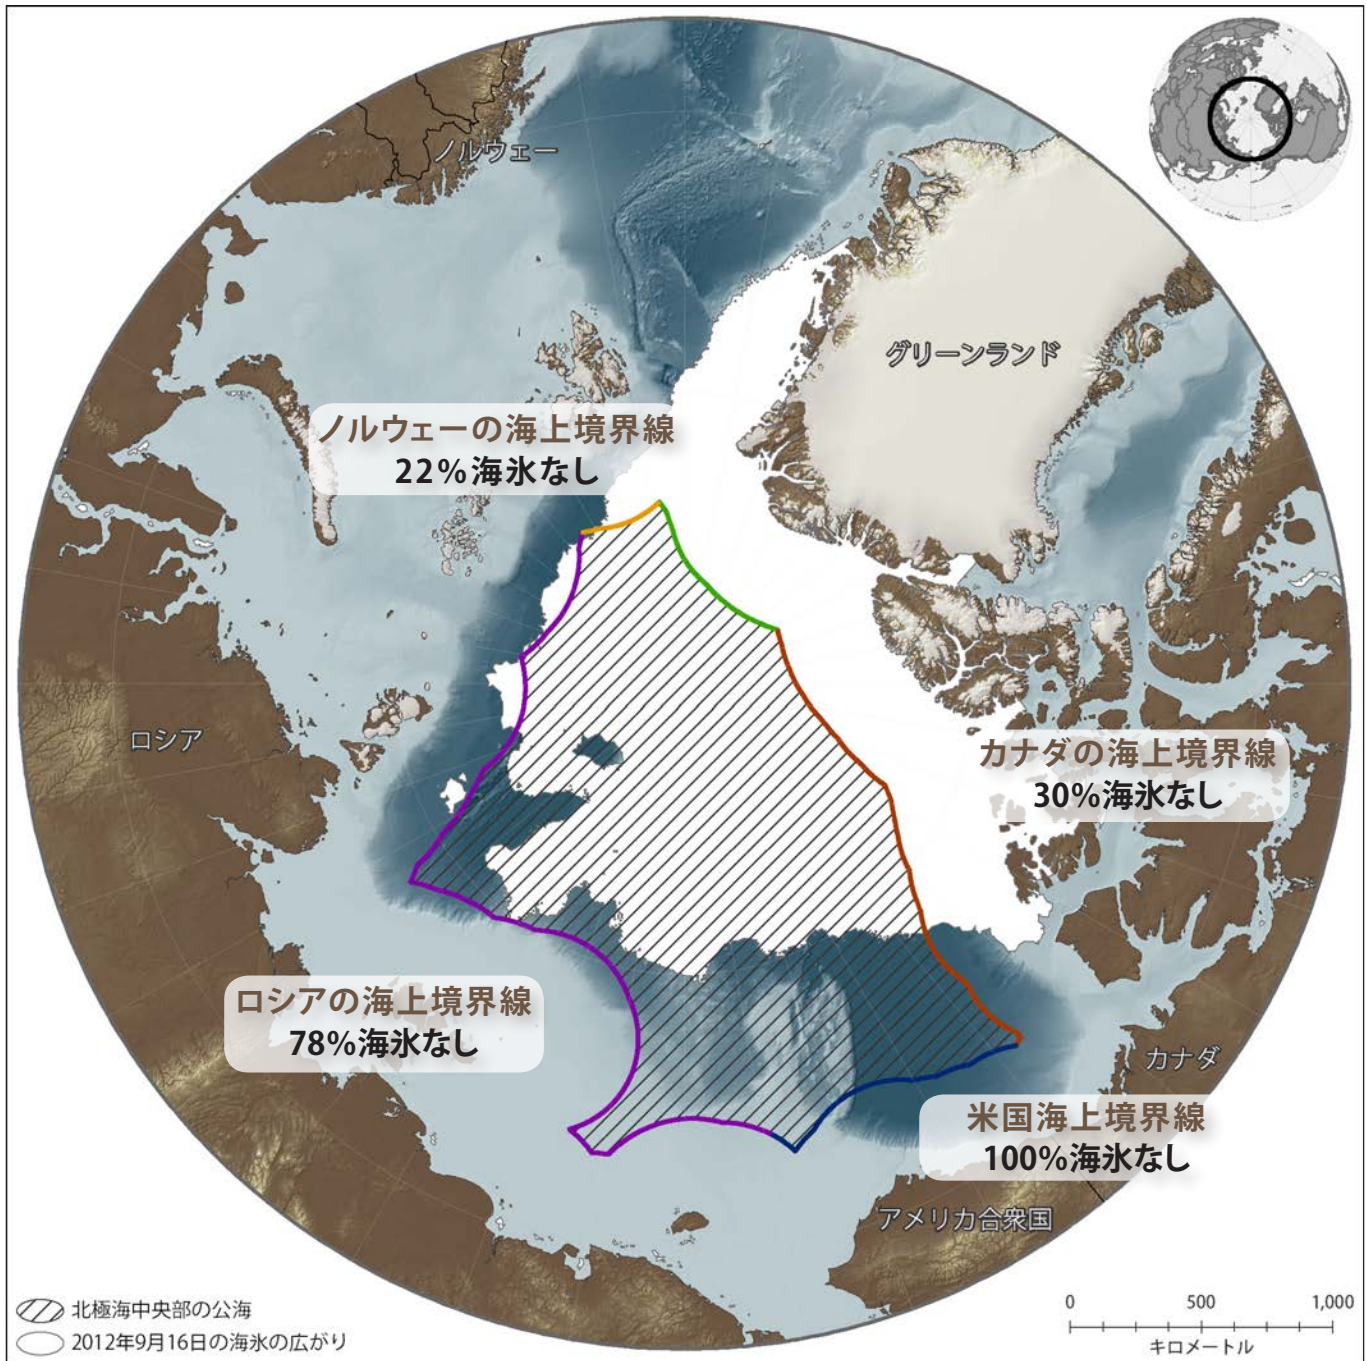 ノルウェー
グリーンランド
ノルウェーの海上境界線
22%海氷なし
ロシア
カナダの海上境界線
30%海氷なし
ロシアの海上境界線
78%海氷なし
カナダ
米国海上境界線
100%海氷なし
アメリカ合衆国
北極海中央部の公海
2012年9月16日の海氷の広がり
0 500 1,000
キロメートル